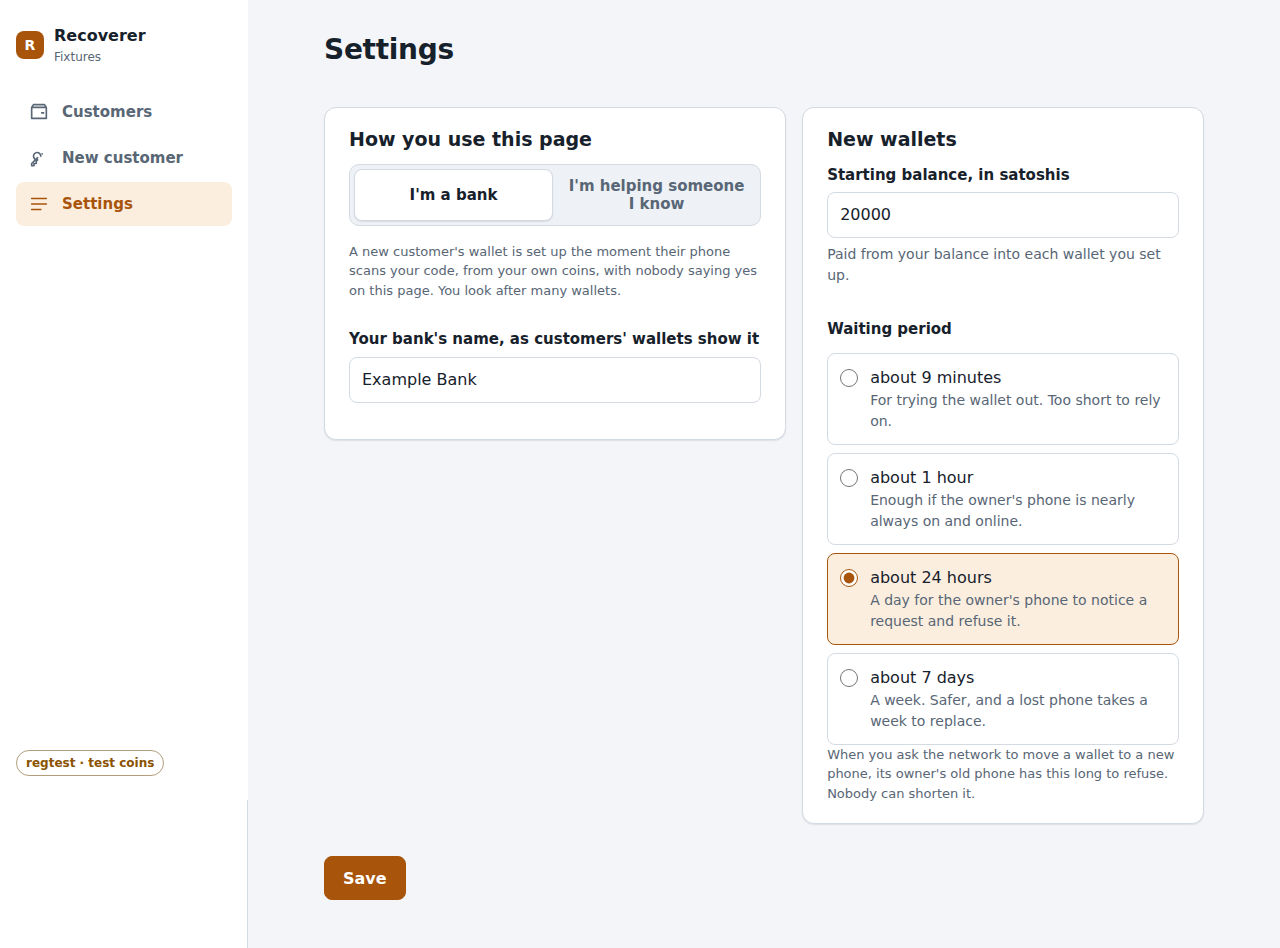 R
Recoverer
Fixtures
Customers
New customer
Settings
regtest · test coins
Settings
How you use this page
I'm a bank
I'm helping someone
I know
A new customer's wallet is set up the moment their phone
scans your code, from your own coins, with nobody saying yes
on this page. You look after many wallets.
Your bank's name, as customers' wallets show it
Example Bank
New wallets
Starting balance, in satoshis
20000
Paid from your balance into each wallet you set
up.
Waiting period
about 9 minutes
For trying the wallet out. Too short to rely
on.
about 1 hour
Enough if the owner's phone is nearly
always on and online.
about 24 hours
A day for the owner's phone to notice a
request and refuse it.
about 7 days
A week. Safer, and a lost phone takes a
week to replace.
When you ask the network to move a wallet to a new
phone, its owner's old phone has this long to refuse.
Nobody can shorten it.
Save